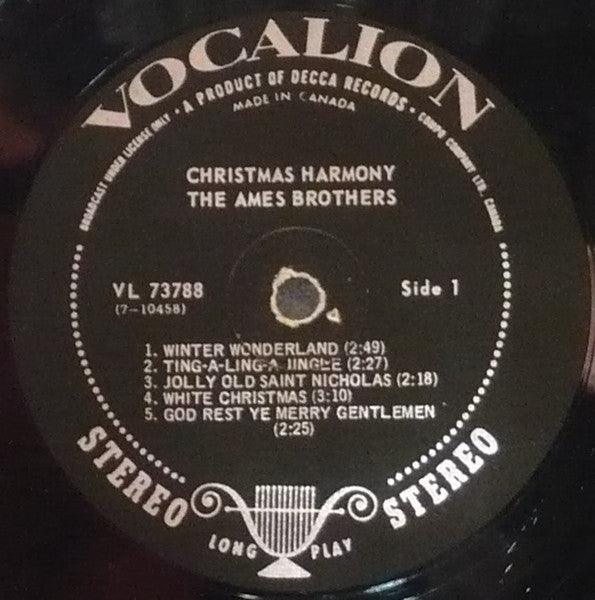 VOCALION
BROADCAST UNDER LICENSE ONLY • A PRODUCT OF DECCA RECORDS • COMPO COMPANY LTD., CANADA
MADE IN CANADA
CHRISTMAS HARMONY
THE AMES BROTHERS
VL 73788
(7-10458)
Side 1
1. WINTER WONDERLAND (2:49)
2. TING-A-LING-A JINGLE (2:27)
3. JOLLY OLD SAINT NICHOLAS (2:18)
4. WHITE CHRISTMAS (3:10)
5. GOD REST YE MERRY GENTLEMEN
(2:25)
STEREO
STEREO
LONG PLAY